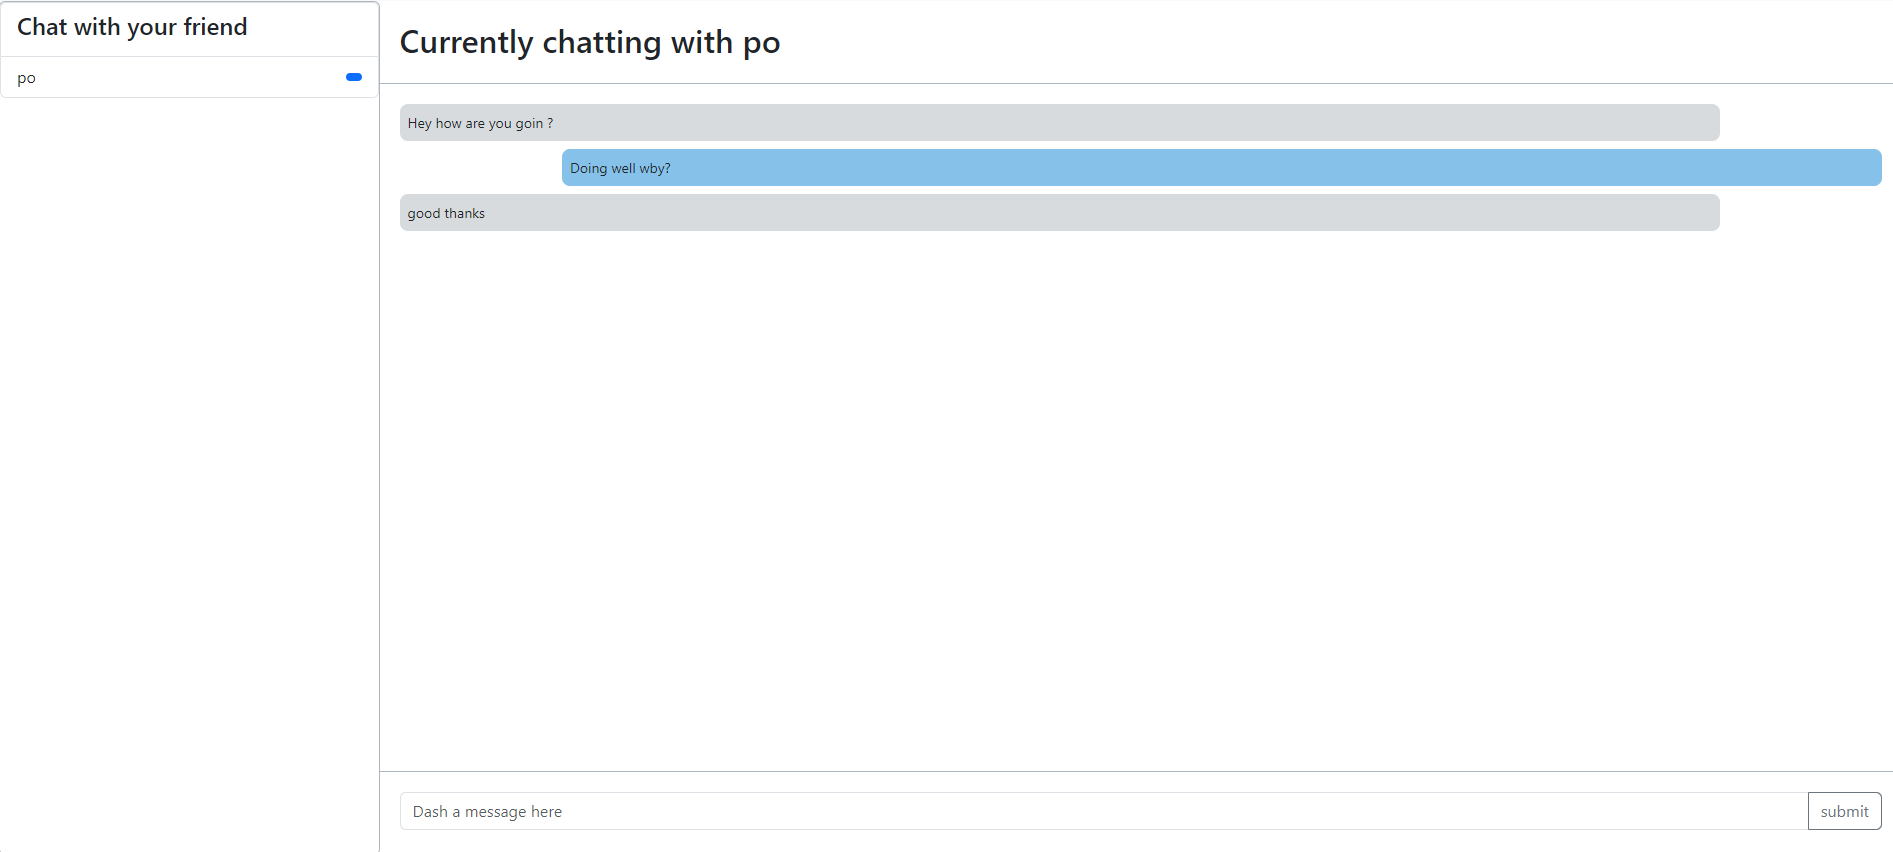 Chat with your friend
po
Currently chatting with po
Hey how are you goin ?
Doing well wby?
good thanks
Dash a message here
submit